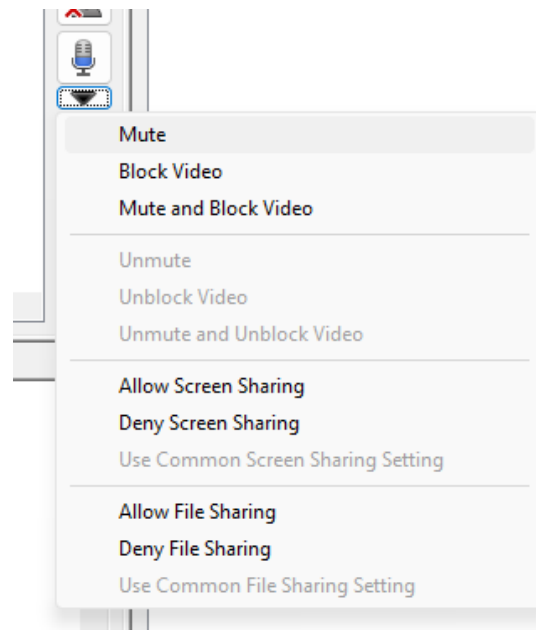 Mute
Block Video
Mute and Block Video
Unmute
Unblock Video
Unmute and Unblock Video
Allow Screen Sharing
Deny Screen Sharing
Use Common Screen Sharing Setting
Allow File Sharing
Deny File Sharing
Use Common File Sharing Setting